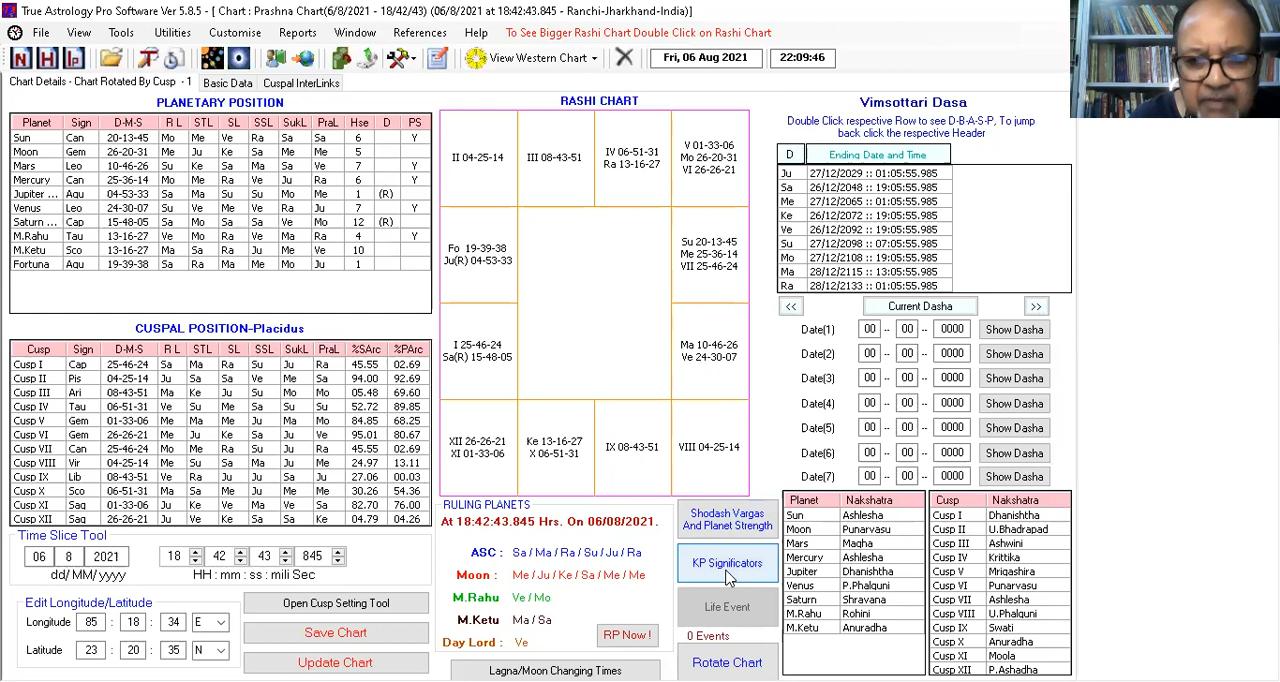 True Astrology Pro Software Ver 5.8.5 - [ Chart : Prashna Chart(6/8/2021 - 18/42/43) (06/8/2021 at 18:42:43.845 - Ranchi-Jharkhand-India)]
File View Tools Utilities Customise Reports Window References Help To See Bigger Rashi Chart Double Click on Rashi Chart
N H Ip View Western Chart Fri, 06 Aug 2021 22:09:46
Chart Details - Chart Rotated By Cusp - 1 Basic Data Cuspal InterLinks
PLANETARY POSITION
Planet Sign D-M-S R L STL SL SSL SukL PraL Hse D PS
Sun Can 20-13-45 Mo Me Ve Ra Sa Sa 6 Y
Moon Gem 26-20-31 Me Ju Ke Sa Me Me 5
Mars Leo 10-46-26 Su Ke Sa Ma Sa Ve 7 Y
Mercury Can 25-36-14 Mo Me Ra Ve Ju Ra 6 Y
Jupiter ... Aqu 04-53-33 Sa Ma Su Su Mo Me 1 (R)
Venus Leo 24-30-07 Su Ve Me Ve Ra Ju 7 Y
Saturn ... Cap 15-48-05 Sa Mo Sa Sa Ve Mo 12 (R)
M.Rahu Tau 13-16-27 Ve Mo Ra Ve Ma Ra 4 Y
M.Ketu Sco 13-16-27 Ma Sa Ra Ju Me Ve 10
Fortuna Aqu 19-39-38 Sa Ra Ma Me Mo Ju 1
CUSPAL POSITION-Placidus
Cusp Sign D-M-S R L STL SL SSL SukL PraL %SArc %PArc
Cusp I Cap 25-46-24 Sa Ma Ra Su Ju Ra 45.55 02.69
Cusp II Pis 04-25-14 Ju Sa Sa Ve Me Sa 94.00 92.69
Cusp III Ari 08-43-51 Ma Ke Ju Su Mo Mo 05.48 69.60
Cusp IV Tau 06-51-31 Ve Su Me Sa Su Su 52.72 89.85
Cusp V Gem 01-33-06 Me Ma Me Ra Ju Ve 84.85 68.25
Cusp VI Gem 26-26-21 Me Ju Ke Sa Ju Sa 95.01 80.67
Cusp VII Can 25-46-24 Mo Me Ra Sa Ve Ju 45.55 02.69
Cusp VIII Vir 04-25-14 Me Su Sa Ma Ju Me 24.97 13.11
Cusp IX Lib 08-43-51 Ve Ra Ju Ju Sa Ju 27.06 00.03
Cusp X Sco 06-51-31 Ma Sa Me Ju Me Me 30.26 54.36
Cusp XI Sag 01-33-06 Ju Ke Ve Sa Ra Ra 82.70 76.00
Cusp XII Sag 26-26-21 Ju Ve Ke Sa Sa Ve 04.79 04.26
Time Slice Tool
06 8 2021 18 42 43 845
dd/ MM/ yyyy HH : mm : ss : mili Sec
Edit Longitude/Latitude
Longitude 85 : 18 : 34 E
Latitude 23 : 20 : 35 N
Open Cusp Setting Tool
Save Chart
Update Chart
RASHI CHART
II 04-25-14
III 08-43-51
IV 06-51-31
Ra 13-16-27
V 01-33-06
Mo 26-20-31
VI 26-26-21
Fo 19-39-38
Ju(R) 04-53-33
Su 20-13-45
Me 25-36-14
VII 25-46-24
I 25-46-24
Sa(R) 15-48-05
Ma 10-46-26
Ve 24-30-07
XII 26-26-21
XI 01-33-06
Ke 13-16-27
X 06-51-31
IX 08-43-51
VIII 04-25-14
RULING PLANETS
At 18:42:43.845 Hrs. On 06/08/2021.
ASC : Sa / Ma / Ra / Su / Ju / Ra
Moon : Me / Ju / Ke / Sa / Me / Me
M.Rahu : Ve / Mo
M.Ketu : Ma / Sa
Day Lord : Ve
RP Now !
Lagna/Moon Changing Times
Shodash Vargas
And Planet Strength
KP Significators
Life Event
0 Events
Rotate Chart
Vimsottari Dasa
Double Click respective Row to see D-B-A-S-P, To jump
back click the respective Header
D Ending Date and Time
Ju 27/12/2029 :: 01:05:55.985
Sa 26/12/2048 :: 19:05:55.985
Me 27/12/2065 :: 01:05:55.985
Ke 26/12/2072 :: 19:05:55.985
Ve 26/12/2092 :: 19:05:55.985
Su 27/12/2098 :: 07:05:55.985
Mo 27/12/2108 :: 19:05:55.985
Ma 28/12/2115 :: 13:05:55.985
Ra 28/12/2133 :: 01:05:55.985
<< Current Dasha >>
Date(1) 00 -- 00 -- 0000 Show Dasha
Date(2) 00 -- 00 -- 0000 Show Dasha
Date(3) 00 -- 00 -- 0000 Show Dasha
Date(4) 00 -- 00 -- 0000 Show Dasha
Date(5) 00 -- 00 -- 0000 Show Dasha
Date(6) 00 -- 00 -- 0000 Show Dasha
Date(7) 00 -- 00 -- 0000 Show Dasha
Planet Nakshatra
Sun Ashlesha
Moon Punarvasu
Mars Magha
Mercury Ashlesha
Jupiter Dhanishtha
Venus P.Phalguni
Saturn Shravana
M.Rahu Rohini
M.Ketu Anuradha
Cusp Nakshatra
Cusp I Dhanishtha
Cusp II U.Bhadrapad
Cusp III Ashwini
Cusp IV Krittika
Cusp V Mrigashira
Cusp VI Punarvasu
Cusp VII Ashlesha
Cusp VIII U.Phalguni
Cusp IX Swati
Cusp X Anuradha
Cusp XI Moola
Cusp XII P.Ashadha